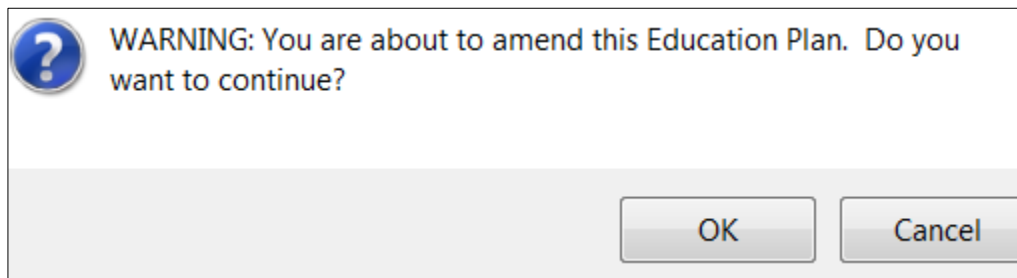 WARNING: You are about to amend this Education Plan.  Do you
want to continue?
OK
Cancel